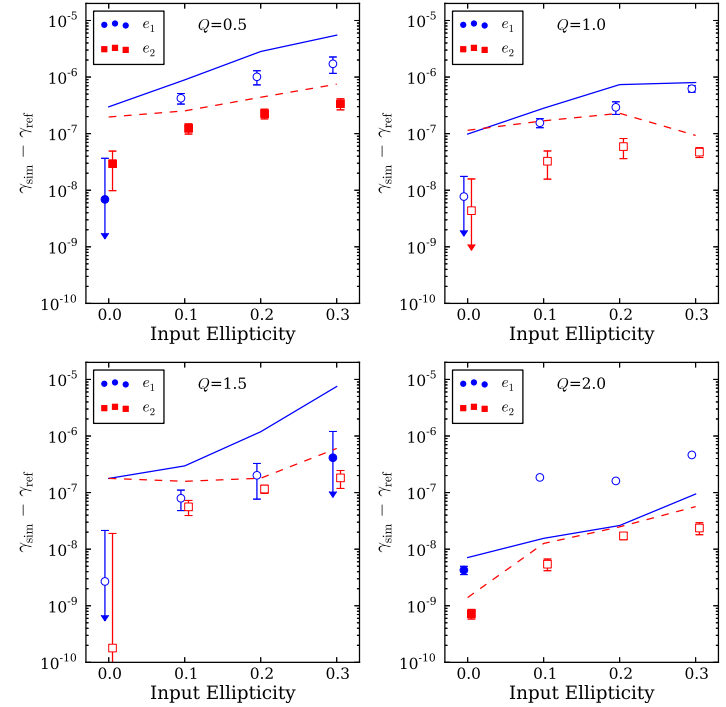 Q=0.5
e₁
e₂
10⁻⁵
10⁻⁶
10⁻⁷
10⁻⁸
10⁻⁹
10⁻¹⁰
γsim − γref
0.0 0.1 0.2 0.3
Input Ellipticity
Q=1.0
e₁
e₂
10⁻⁵
10⁻⁶
10⁻⁷
10⁻⁸
10⁻⁹
10⁻¹⁰
γsim − γref
0.0 0.1 0.2 0.3
Input Ellipticity
Q=1.5
e₁
e₂
10⁻⁵
10⁻⁶
10⁻⁷
10⁻⁸
10⁻⁹
10⁻¹⁰
γsim − γref
0.0 0.1 0.2 0.3
Input Ellipticity
Q=2.0
e₁
e₂
10⁻⁵
10⁻⁶
10⁻⁷
10⁻⁸
10⁻⁹
10⁻¹⁰
γsim − γref
0.0 0.1 0.2 0.3
Input Ellipticity